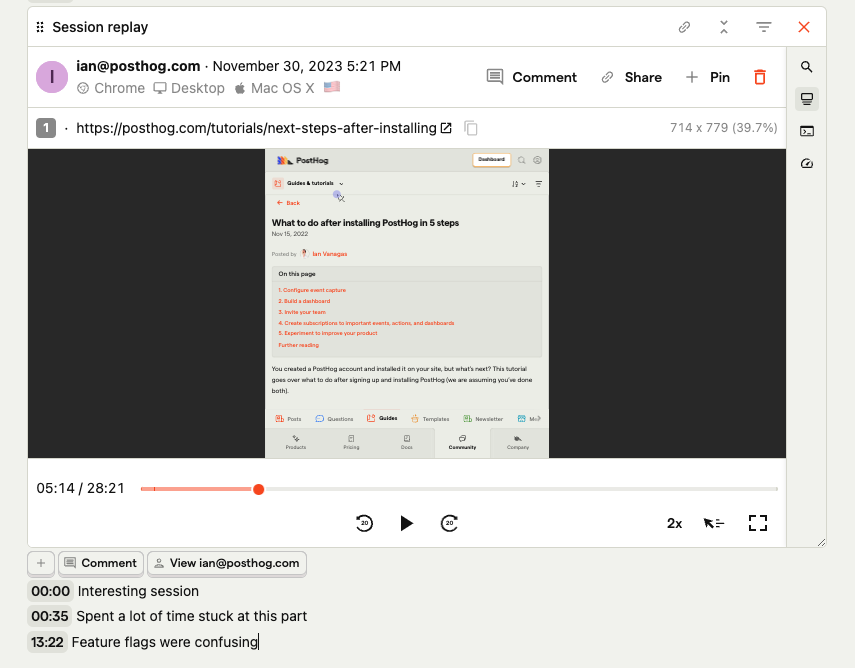 Session replay
I
ian@posthog.com · November 30, 2023 5:21 PM
Chrome Desktop Mac OS X
Comment Share Pin
1 · https://posthog.com/tutorials/next-steps-after-installing
714 x 779 (39.7%)
PostHog Dashboard
Guides & tutorials
Back
What to do after installing PostHog in 5 steps
Nov 15, 2022
Posted by Ian Vanagas
On this page
1. Configure event capture
2. Build a dashboard
3. Invite your team
4. Create subscriptions to important events, actions, and dashboards
5. Experiment to improve your product
Further reading
You created a PostHog account and installed it on your site, but what's next? This tutorial
goes over what to do after signing up and installing PostHog (we are assuming you've done
both).
Posts Questions Guides Templates Newsletter
Products Pricing Docs Community Company
05:14 / 28:21
20 20 2x
+ Comment View ian@posthog.com
00:00 Interesting session
00:35 Spent a lot of time stuck at this part
13:22 Feature flags were confusing